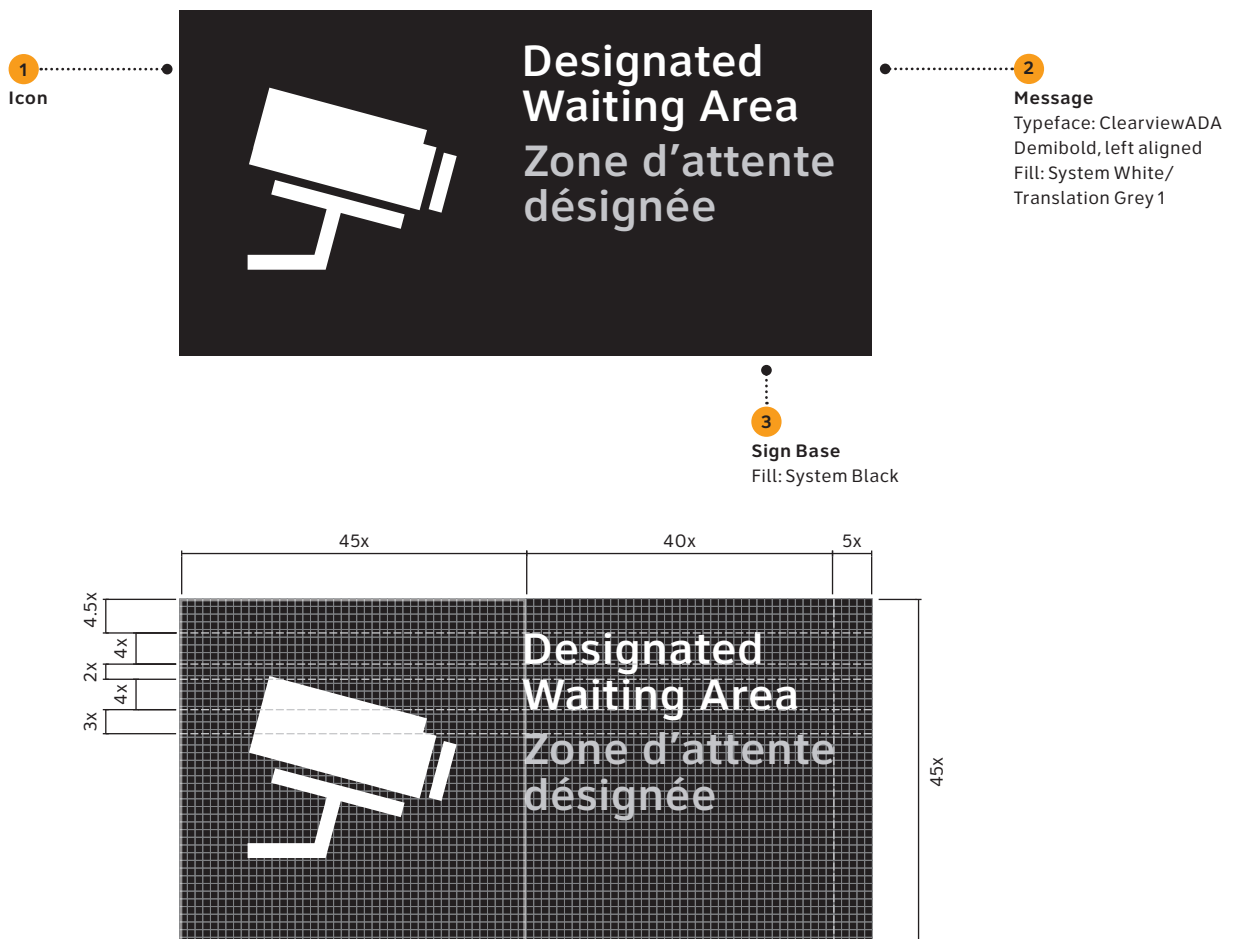 1
Icon
Designated
Waiting Area
Zone d'attente
désignée
2
Message
Typeface: ClearviewADA
Demibold, left aligned
Fill: System White/
Translation Grey 1
3
Sign Base
Fill: System Black
45x
40x
5x
4.5x
4x
2x
4x
3x
Designated
Waiting Area
Zone d'attente
désignée
45x